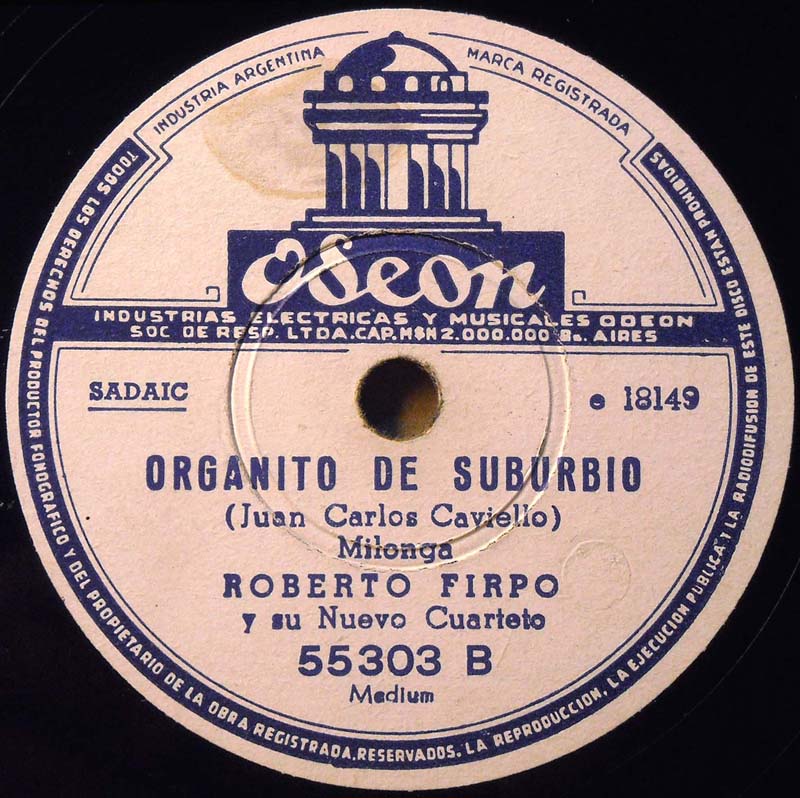 INDUSTRIA ARGENTINA
MARCA REGISTRADA
Odeon
INDUSTRIAS ELECTRICAS Y MUSICALES ODEON
SOC DE RESP. LTDA.CAP.M$N 2.000.000 Bs. AIRES
SADAIC
e 18149
ORGANITO DE SUBURBIO
(Juan Carlos Caviello)
Milonga
ROBERTO FIRPO
y su Nuevo Cuarteto
55303 B
Medium
TODOS LOS DERECHOS DEL PRODUCTOR FONOGRAFICO Y DEL PROPIETARIO DE LA OBRA REGISTRADA, RESERVADOS. LA REPRODUCCION, LA EJECUCION PUBLICA Y LA RADIODIFUSION DE ESTE DISCO ESTAN PROHIBIDAS